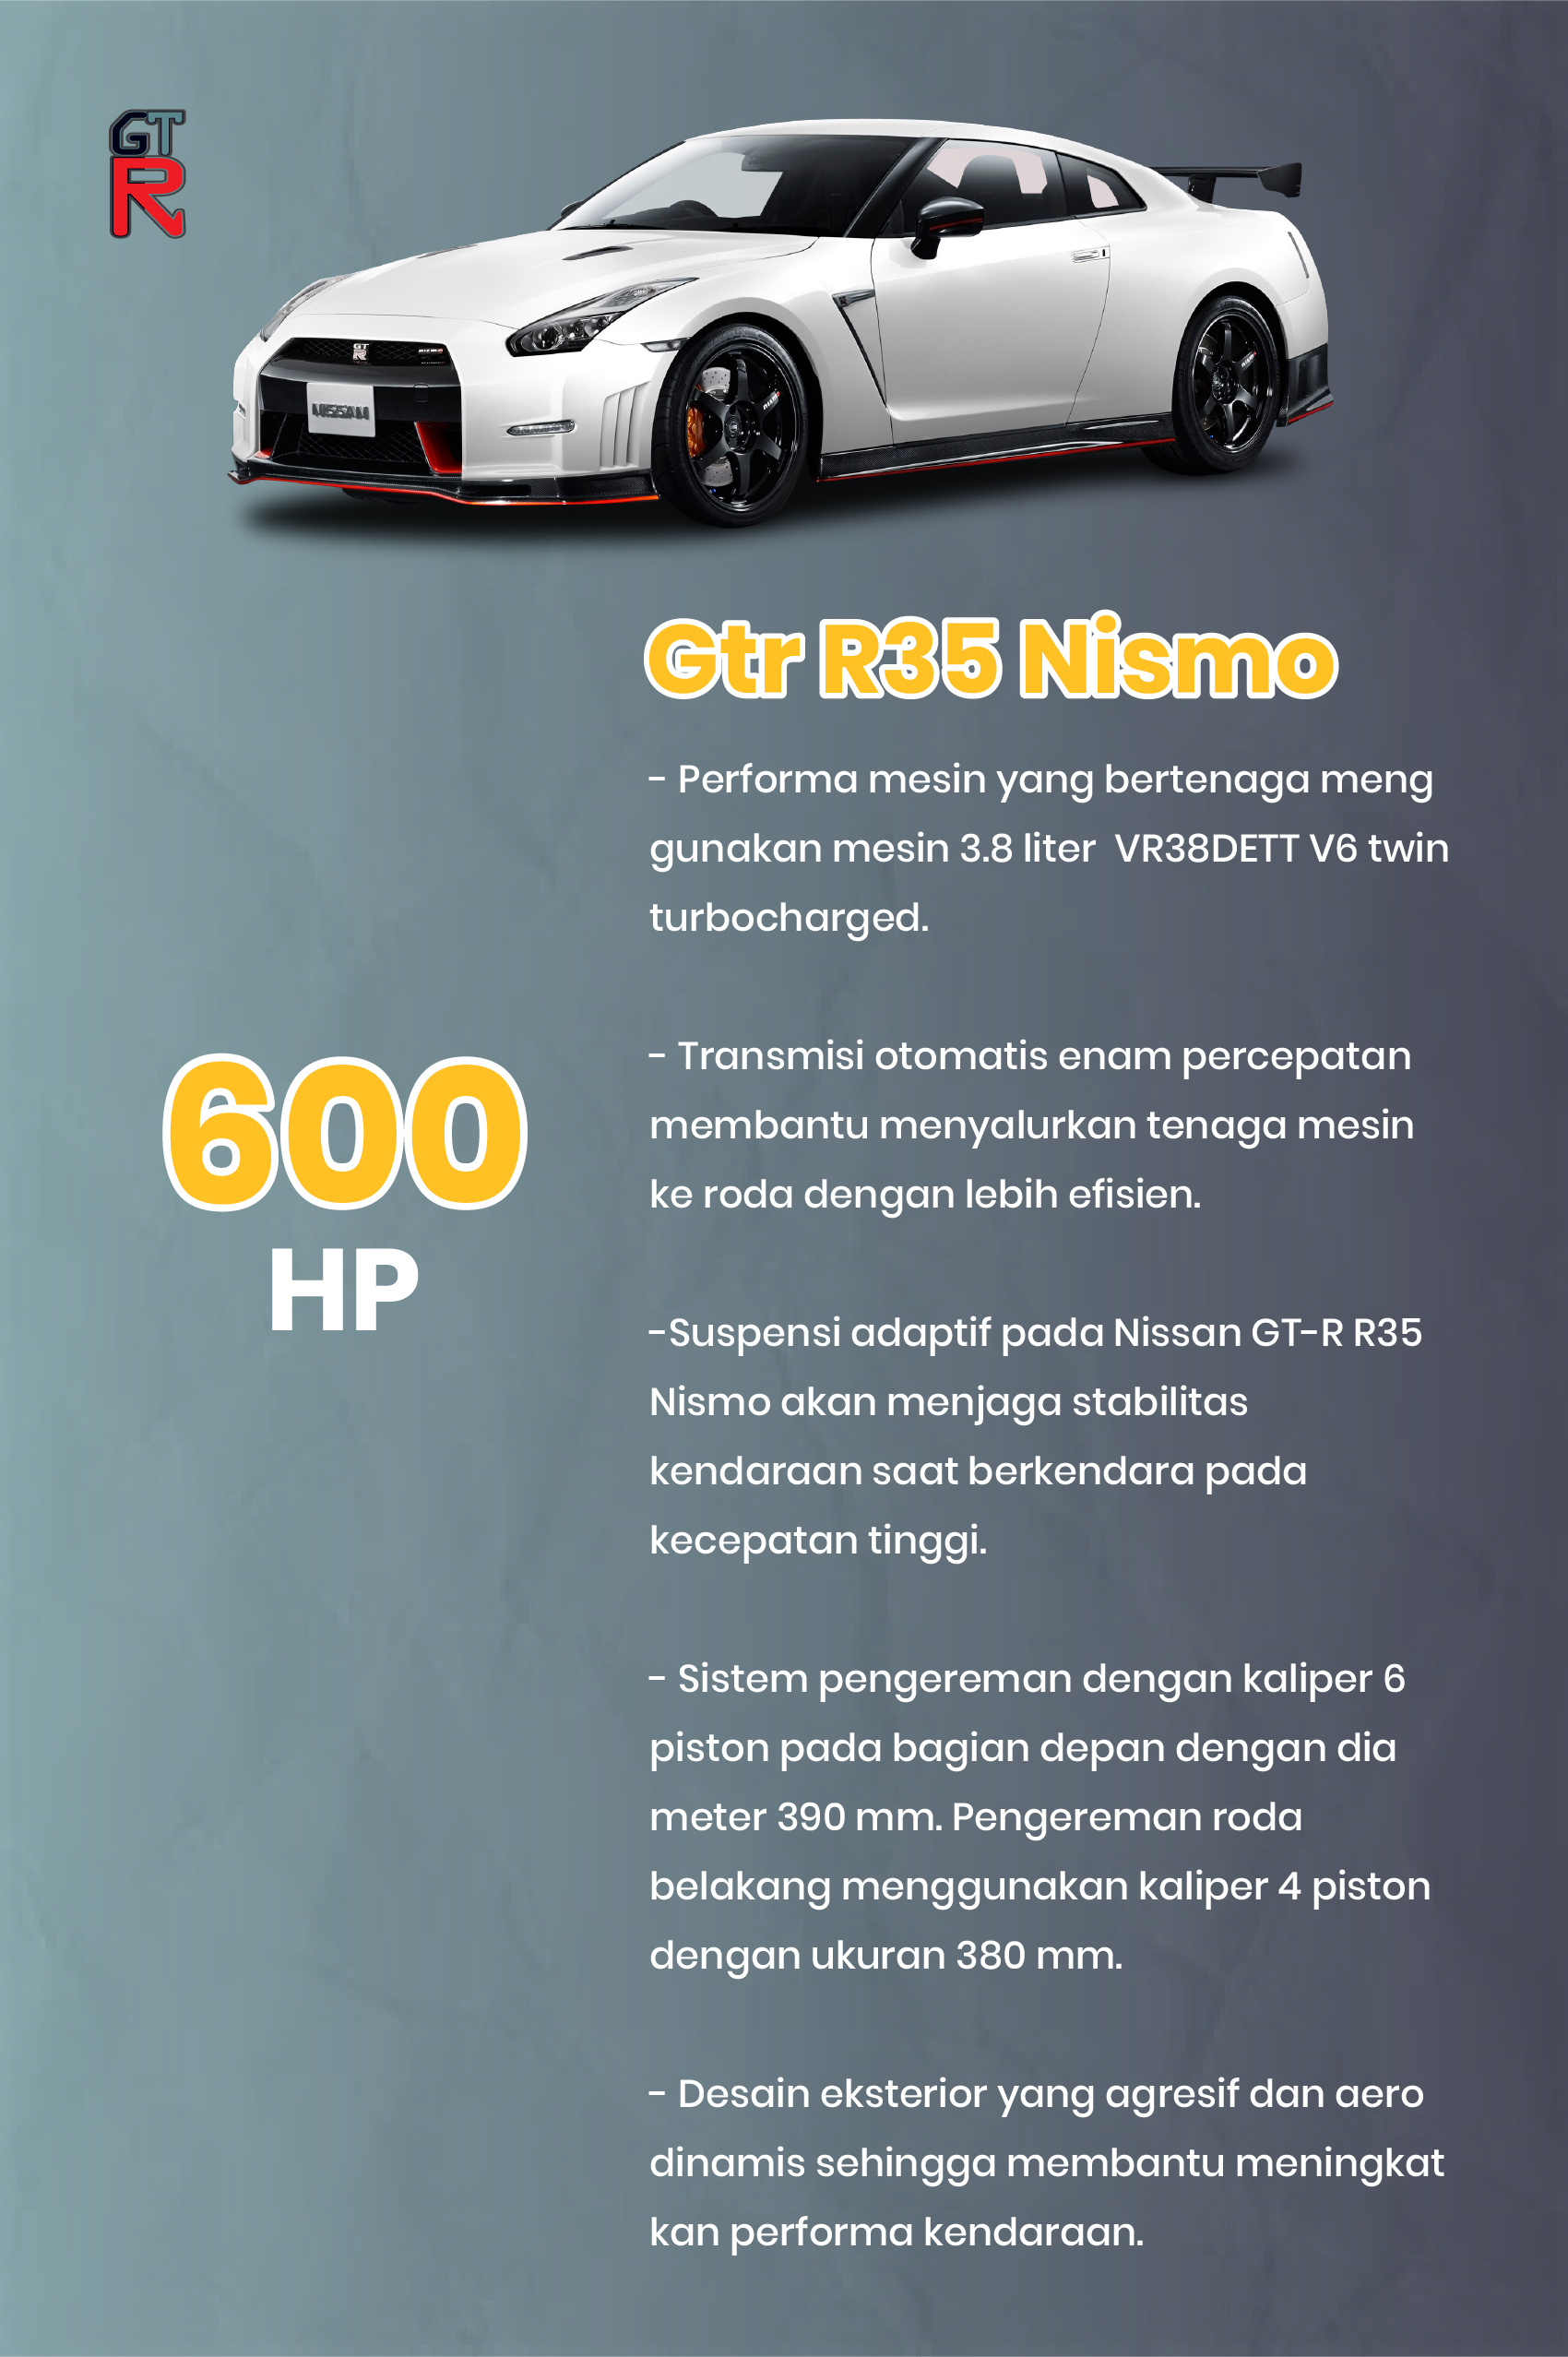 GT
R
GT
R
NISSAN
Gtr R35 Nismo
- Performa mesin yang bertenaga meng
gunakan mesin 3.8 liter  VR38DETT V6 twin
turbocharged.
- Transmisi otomatis enam percepatan
membantu menyalurkan tenaga mesin
ke roda dengan lebih efisien.
600
HP
-Suspensi adaptif pada Nissan GT-R R35
Nismo akan menjaga stabilitas
kendaraan saat berkendara pada
kecepatan tinggi.
- Sistem pengereman dengan kaliper 6
piston pada bagian depan dengan dia
meter 390 mm. Pengereman roda
belakang menggunakan kaliper 4 piston
dengan ukuran 380 mm.
- Desain eksterior yang agresif dan aero
dinamis sehingga membantu meningkat
kan performa kendaraan.